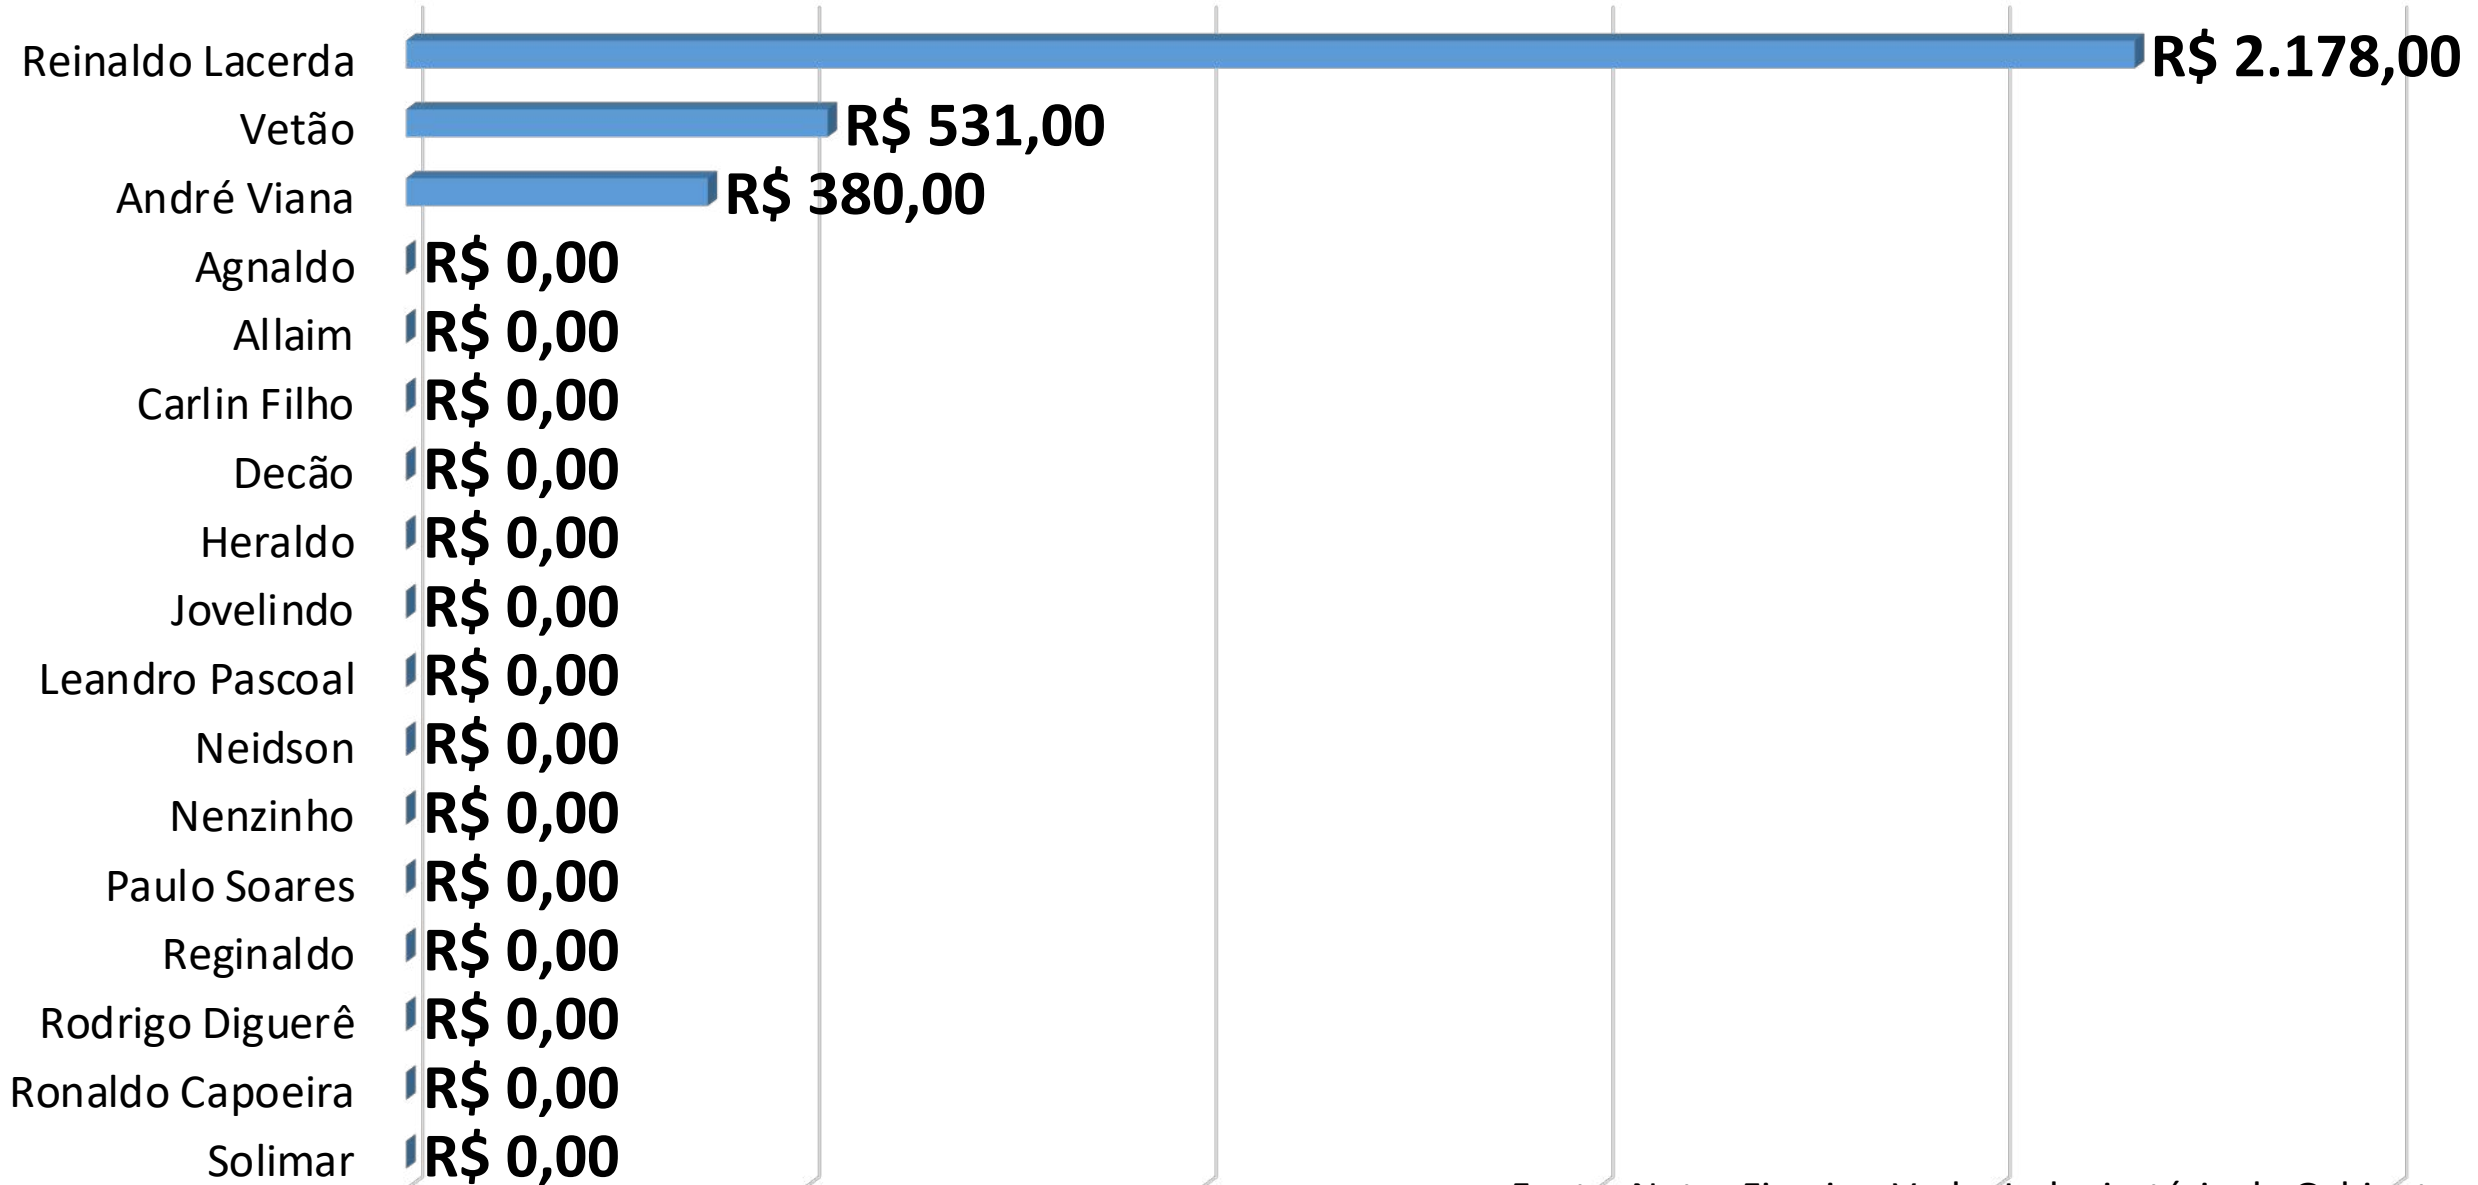 Reinaldo Lacerda R$ 2.178,00
Vetão R$ 531,00
André Viana R$ 380,00
Agnaldo R$ 0,00
Allaim R$ 0,00
Carlin Filho R$ 0,00
Decão R$ 0,00
Heraldo R$ 0,00
Jovelindo R$ 0,00
Leandro Pascoal R$ 0,00
Neidson R$ 0,00
Nenzinho R$ 0,00
Paulo Soares R$ 0,00
Reginaldo R$ 0,00
Rodrigo Diguerê R$ 0,00
Ronaldo Capoeira R$ 0,00
Solimar R$ 0,00